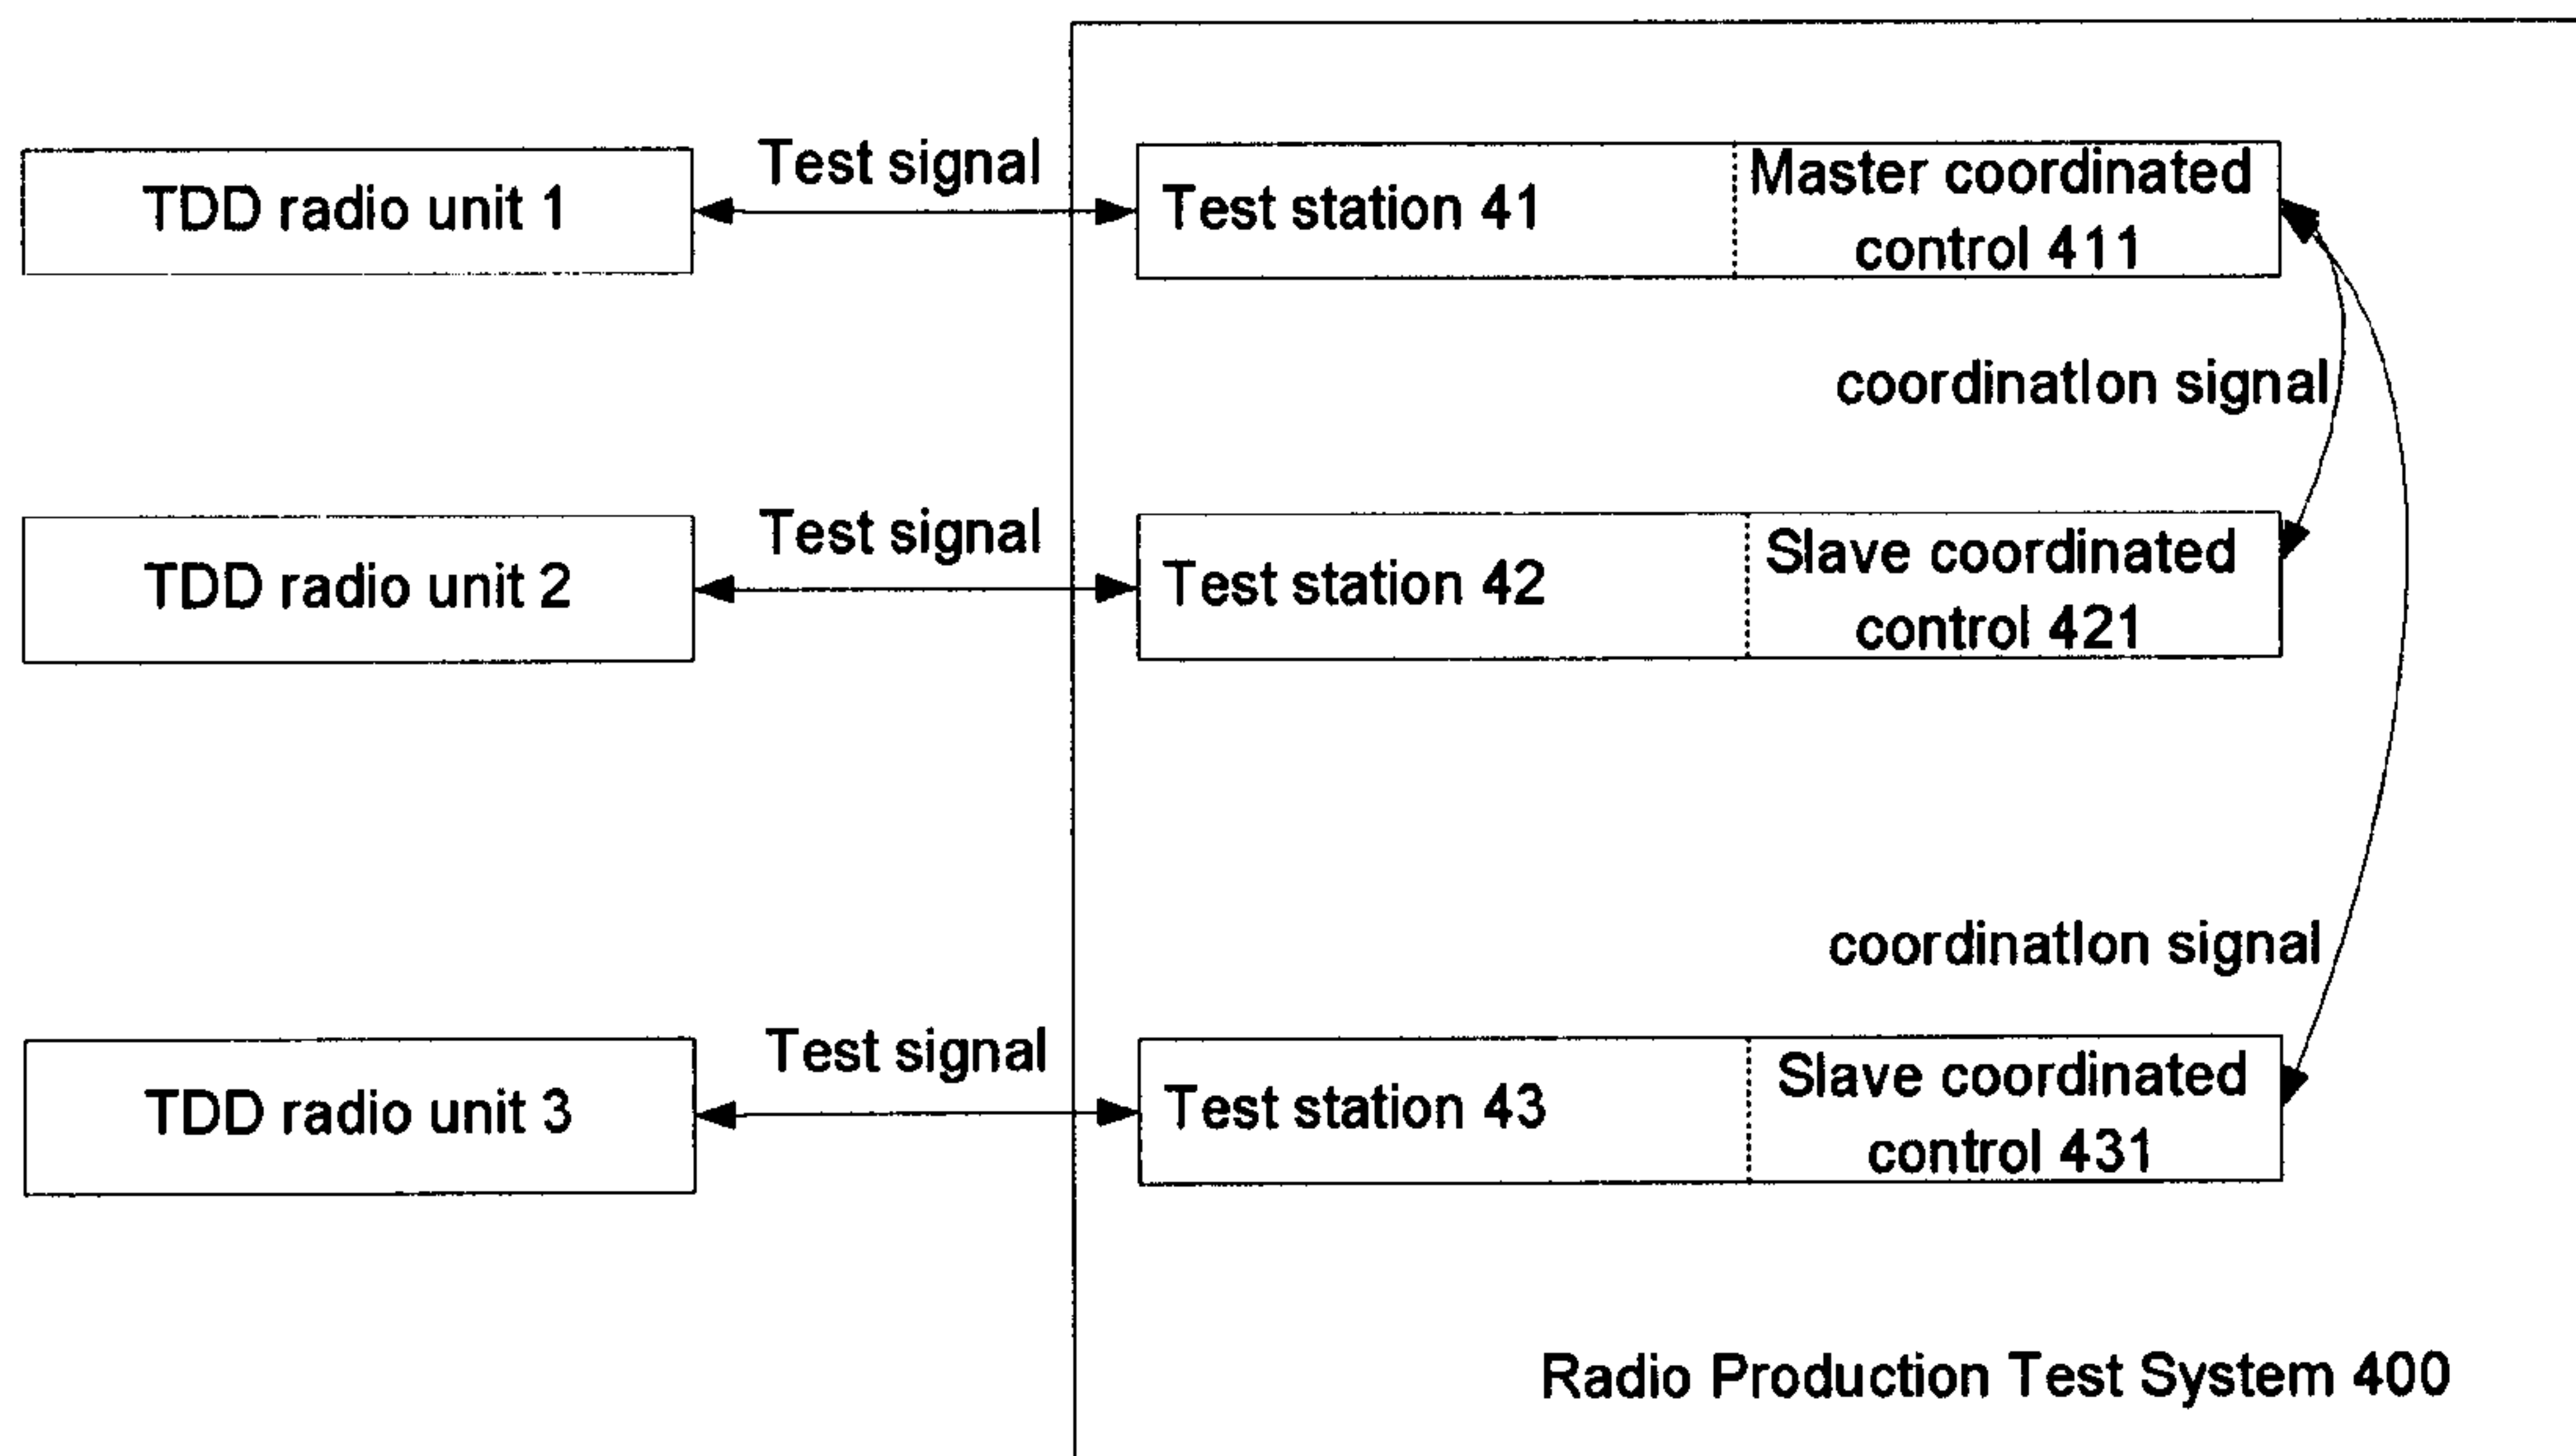 TDD radio unit 1
Test signal
Test station 41
Master coordinated
control 411
coordination signal
TDD radio unit 2
Test signal
Test station 42
Slave coordinated
control 421
coordination signal
TDD radio unit 3
Test signal
Test station 43
Slave coordinated
control 431
Radio Production Test System 400